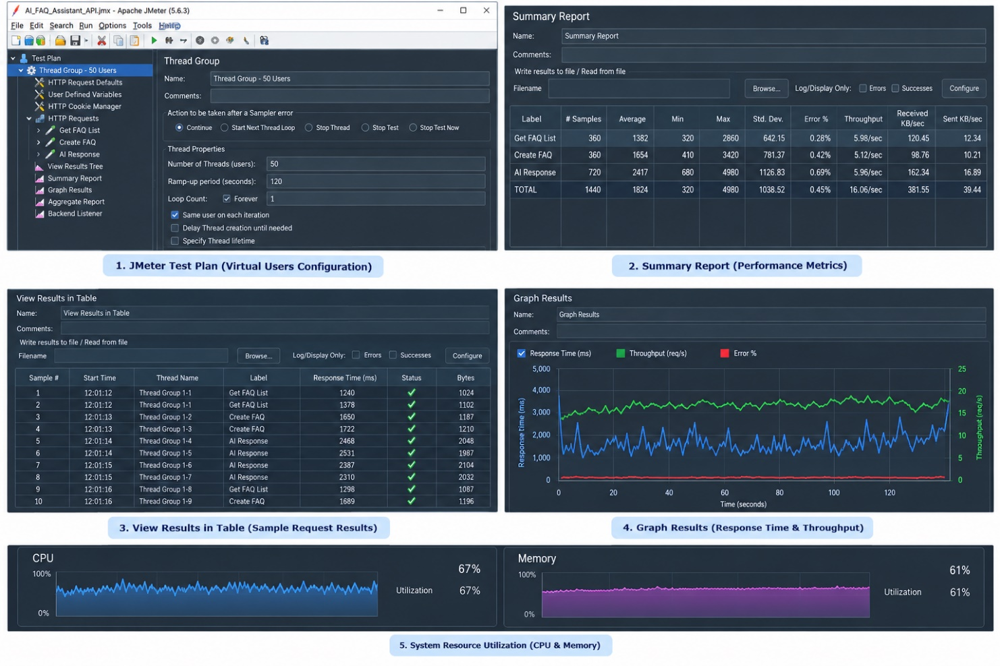 AI_FAQ_Assistant_API.jmx - Apache JMeter (5.6.3)
File Edit Search Run Options Tools
Test Plan
Thread Group - 50 Users
HTTP Request Defaults
User Defined Variables
HTTP Cookie Manager
HTTP Requests
Get FAQ List
Create FAQ
AI Response
View Results Tree
Summary Report
Graph Results
Aggregate Report
Backend Listener
Thread Group
Name: Thread Group - 50 Users
Comments:
Action to be taken after a Sampler error
Continue Start Next Thread Loop Stop Thread Stop Test Stop Test Now
Thread Properties
Number of Threads (users): 50
Ramp-up period (seconds): 120
Loop Count: Forever 1
Same user on each iteration
Delay Thread creation until needed
Specify Thread lifetime
1. JMeter Test Plan (Virtual Users Configuration)
Summary Report
Name: Summary Report
Comments:
Write results to file / Read from file
Filename Browse... Log/Display Only: Errors Successes Configure
Label # Samples Average Min Max Std. Dev. Error % Throughput Received KB/sec Sent KB/sec
Get FAQ List 360 1382 320 2860 642.15 0.28% 5.98/sec 120.45 12.34
Create FAQ 360 1654 410 3420 781.37 0.42% 5.12/sec 98.76 10.21
AI Response 720 2417 680 4980 1126.83 0.69% 5.96/sec 162.34 16.89
TOTAL 1440 1824 320 4980 1038.52 0.45% 16.06/sec 381.55 39.44
2. Summary Report (Performance Metrics)
View Results in Table
Name: View Results in Table
Comments:
Write results to file / Read from file
Filename Browse... Log/Display Only: Errors Successes Configure
Sample # Start Time Thread Name Label Response Time (ms) Status Bytes
1 12:01:12 Thread Group 1-1 Get FAQ List 1240 1024
2 12:01:12 Thread Group 1-1 Get FAQ List 1378 1102
3 12:01:13 Thread Group 1-2 Create FAQ 1650 1187
4 12:01:13 Thread Group 1-3 Create FAQ 1722 1210
5 12:01:14 Thread Group 1-4 AI Response 2468 2048
6 12:01:14 Thread Group 1-5 AI Response 2531 1987
7 12:01:15 Thread Group 1-6 AI Response 2387 2104
8 12:01:15 Thread Group 1-7 AI Response 2310 2032
9 12:01:16 Thread Group 1-8 Get FAQ List 1298 1087
10 12:01:16 Thread Group 1-9 Create FAQ 1689 1196
3. View Results in Table (Sample Request Results)
Graph Results
Name: Graph Results
Comments:
Response Time (ms) Throughput (req/s) Error %
5,000 25
4,000 20
3,000 15
2,000 10
1,000 5
0 0
Response time (ms)
Throughput (req/s)
0 20 40 60 80 100 120
Time (seconds)
4. Graph Results (Response Time & Throughput)
CPU
100%
0%
67%
Utilization 67%
Memory
100%
0%
61%
Utilization 61%
5. System Resource Utilization (CPU & Memory)